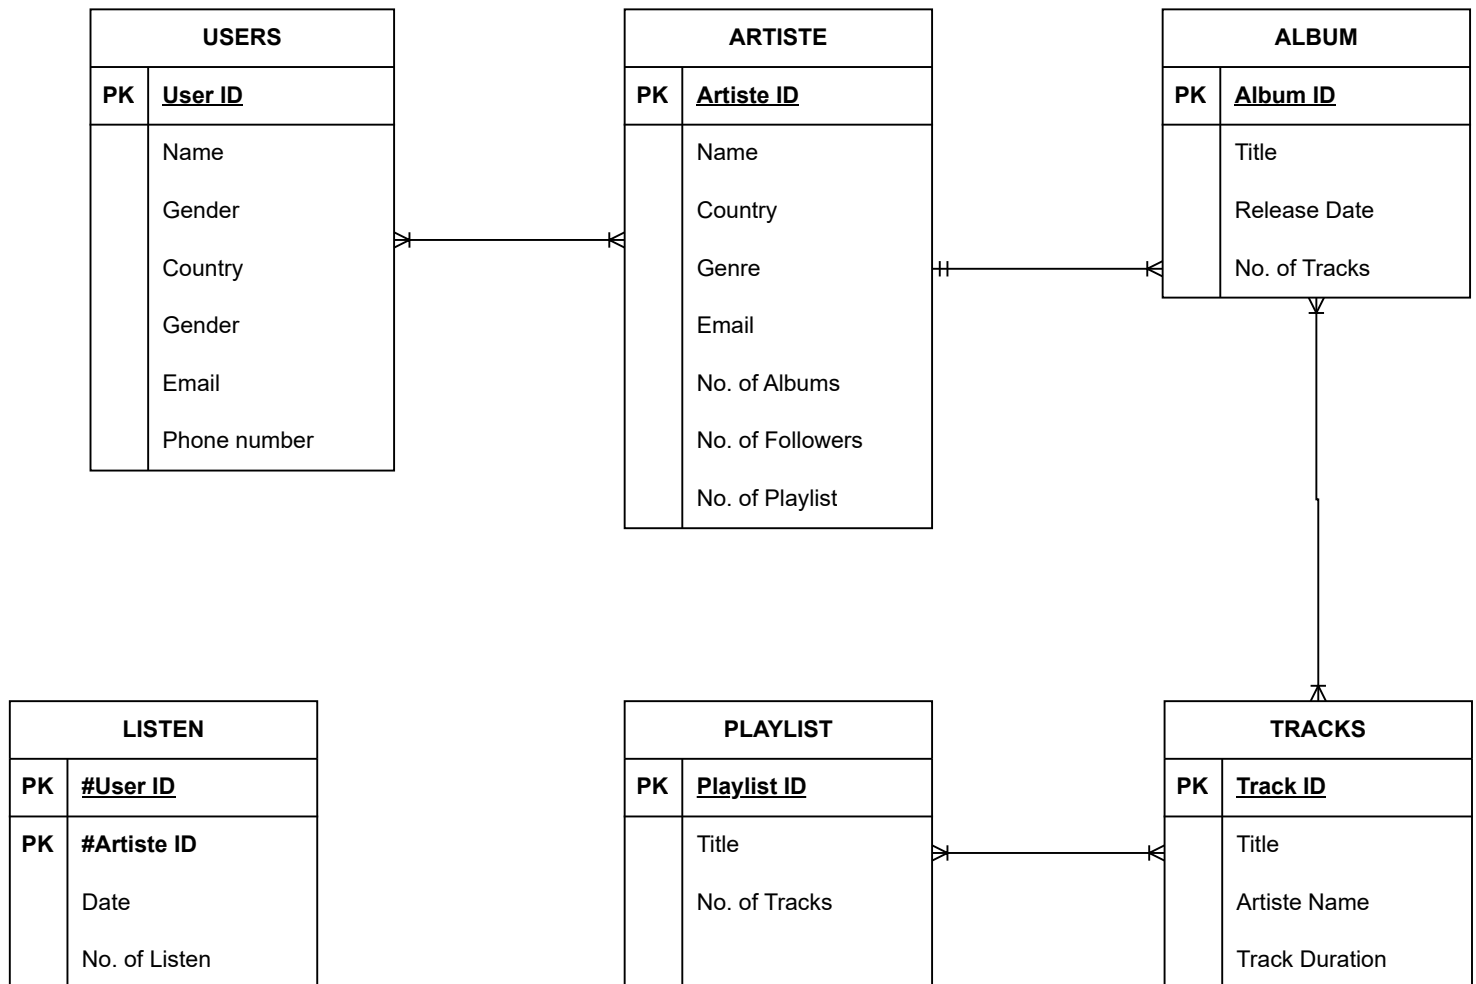 USERS
PK User ID
Name
Gender
Country
Gender
Email
Phone number
ARTISTE
PK Artiste ID
Name
Country
Genre
Email
No. of Albums
No. of Followers
No. of Playlist
ALBUM
PK Album ID
Title
Release Date
No. of Tracks
LISTEN
PK #User ID
PK #Artiste ID
Date
No. of Listen
PLAYLIST
PK Playlist ID
Title
No. of Tracks
TRACKS
PK Track ID
Title
Artiste Name
Track Duration